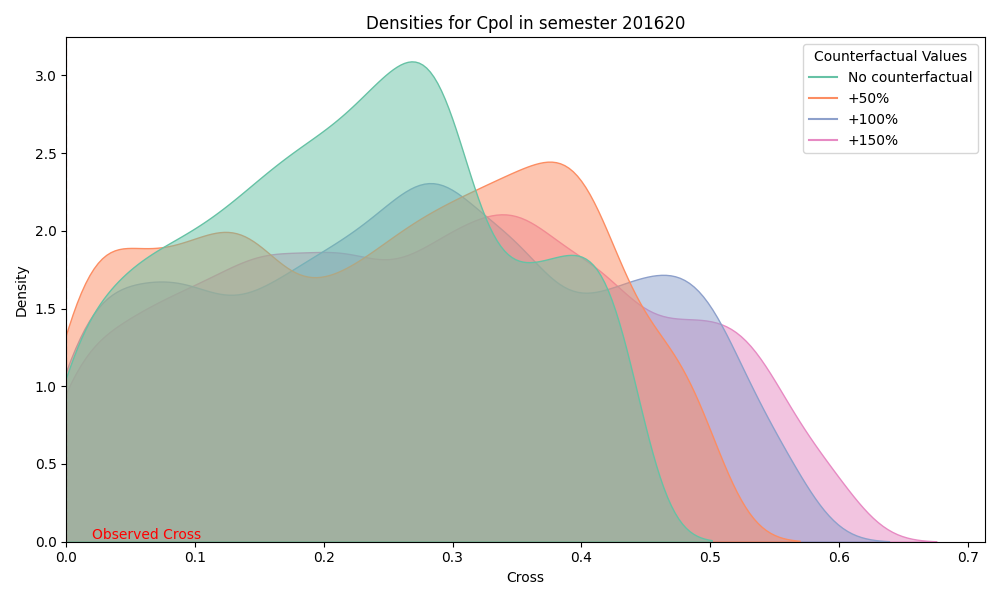 Densities for Cpol in semester 201620
Counterfactual Values
No counterfactual
+50%
+100%
+150%
Density
3.0
2.5
2.0
1.5
1.0
0.5
0.0
Observed Cross
0.0 0.1 0.2 0.3 0.4 0.5 0.6 0.7
Cross